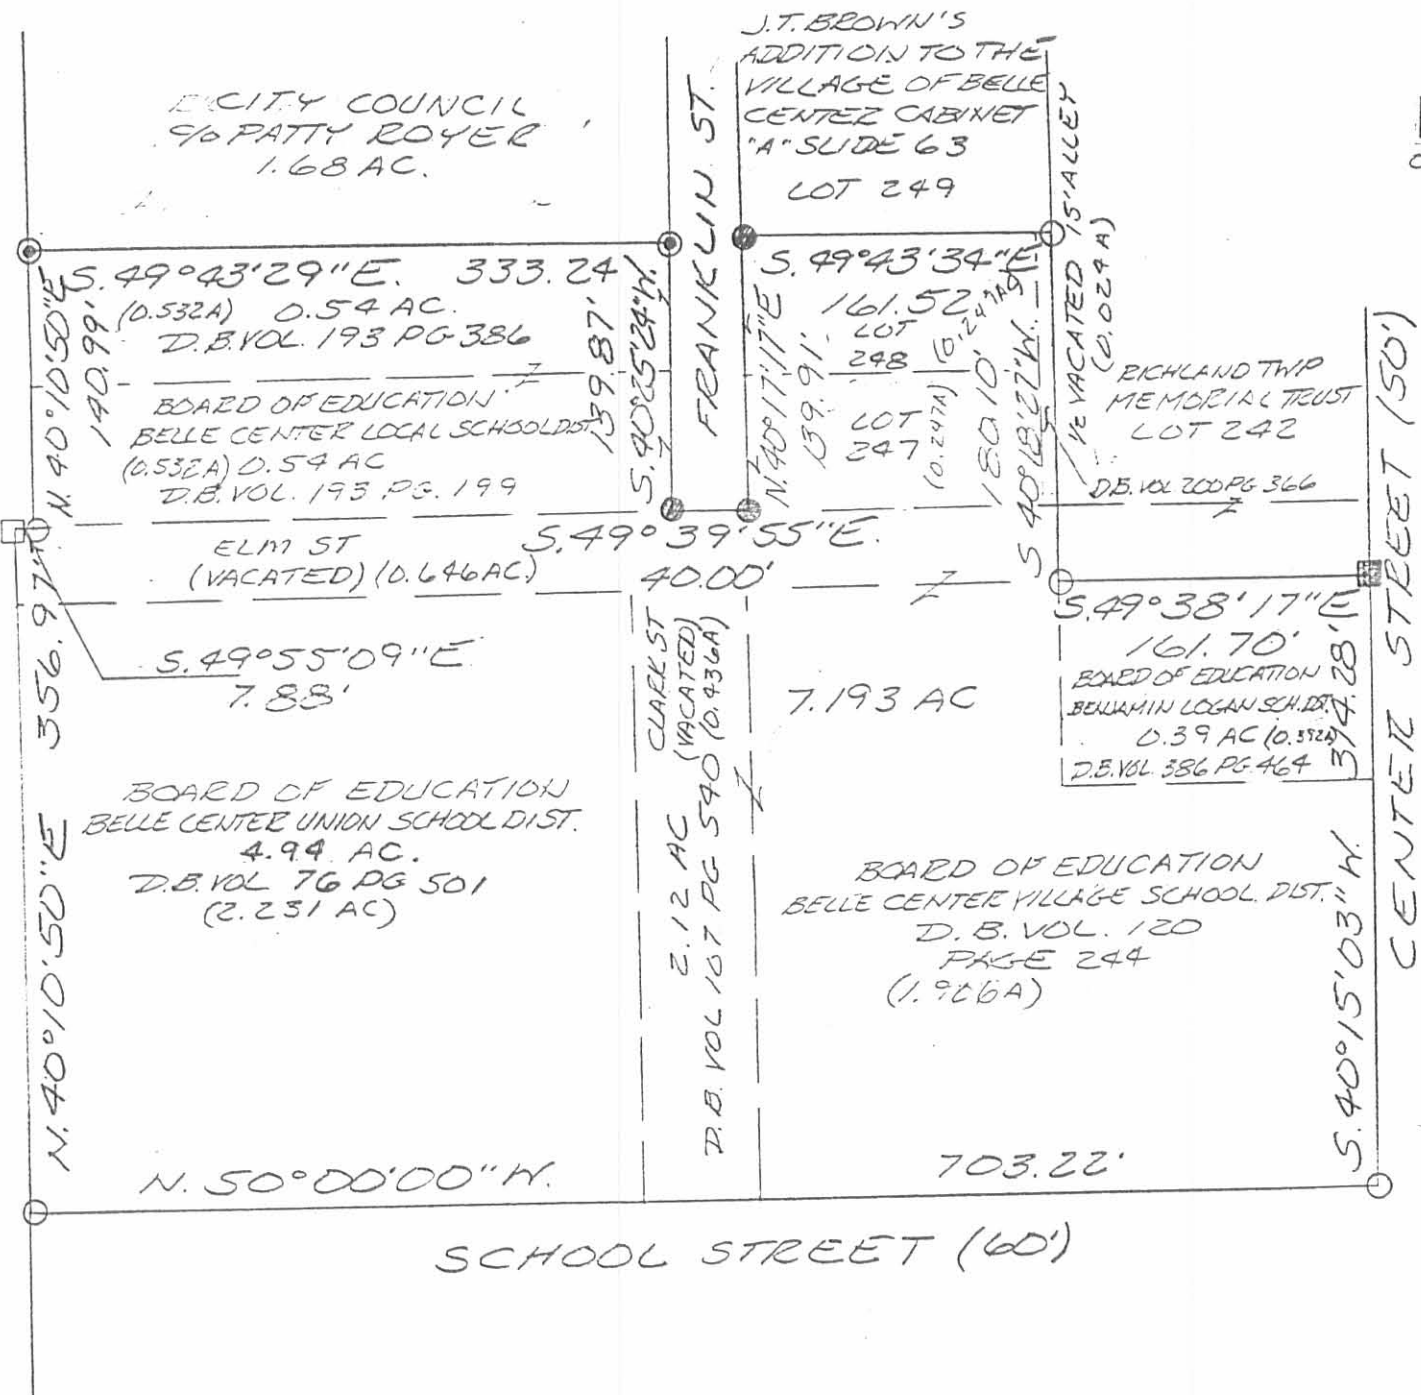 CITY COUNCIL
℅ PATTY ROYER
1.68 AC.
J.T. BROWN'S
ADDITION TO THE
VILLAGE OF BELLE
CENTER CABINET
"A" SLIDE 63
LOT 249
FRANKLIN ST.
1/2 VACATED 15' ALLEY
(0.024 A)
S. 49°43'29"E. 333.24'
(0.532A) 0.54 AC.
D.B. VOL. 193 PG 386
N. 40°10'50"E
140.99'
139.87'
S. 40°25'24"W.
BOARD OF EDUCATION
BELLE CENTER LOCAL SCHOOL DIST.
(0.532A) 0.54 AC
D.B. VOL. 193 PG. 199
S. 49°43'34"E
161.52
LOT
248
(0.247A)
N. 40°17'17"E
139.91'
LOT
247
(0.247A)
180.10'
S 40°18'27"W.
RICHLAND TWP
MEMORIAL TRUST
LOT 242
D.B. VOL 200 PG 366
CENTER STREET (50')
S. 49°39'55"E.
40.00'
ELM ST
(VACATED) (0.646 AC.)
S. 49°55'09"E
7.88'
356.97'
N. 40°10'50"E
CLARK ST
(VACATED)
(0.436A)
2.12 AC
D.B. VOL 107 PG 540
7.193 AC
S. 49°38'17"E
161.70'
BOARD OF EDUCATION
BENJAMIN LOGAN SCH. DIST.
0.39 AC (0.392A)
D.B. VOL. 386 PG. 464
374.28'
S. 40°15'03"W.
BOARD OF EDUCATION
BELLE CENTER UNION SCHOOL DIST.
4.94 AC.
D.B. VOL 76 PG 501
(2.231 AC)
BOARD OF EDUCATION
BELLE CENTER VILLAGE SCHOOL DIST.
D. B. VOL. 120
PAGE 244
N. 50°00'00"W.
703.22'
SCHOOL STREET (60')